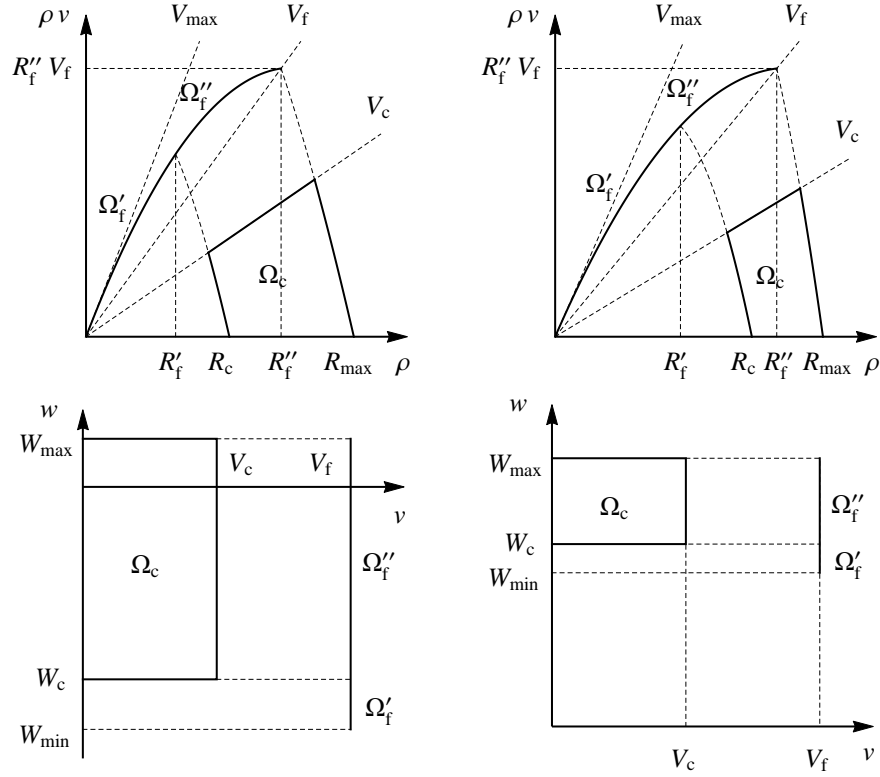 ρ v V_max V_f
R″_f V_f
Ω″_f
V_c
Ω′_f
Ω_c
R′_f R_c R″_f R_max ρ
ρ v V_max V_f
R″_f V_f
Ω″_f
V_c
Ω′_f
Ω_c
R′_f R_c R″_f R_max ρ
w
W_max
V_c V_f
v
Ω_c Ω″_f
W_c
Ω′_f
W_min
w
W_max
Ω_c Ω″_f
W_c
Ω′_f
W_min
V_c V_f v